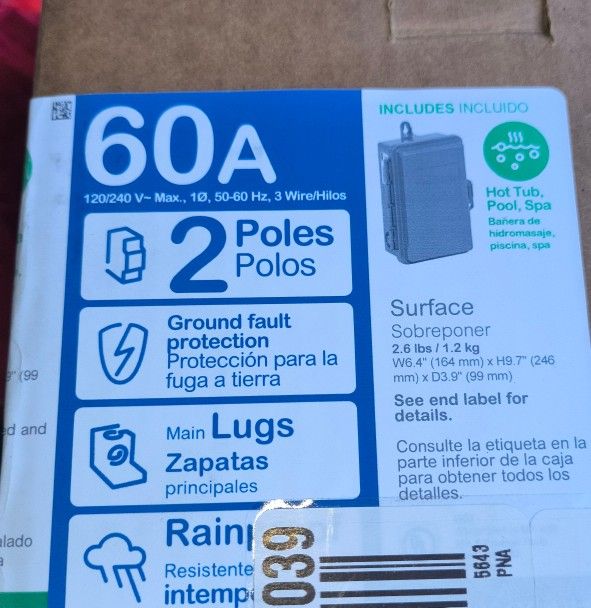 60A
120/240 V~ Max., 1Ø, 50-60 Hz, 3 Wire/Hilos
2 Poles
Polos
Ground fault
protection
Protección para la
fuga a tierra
Main Lugs
Zapatas
principales
Resistente
INCLUDES INCLUIDO
Hot Tub,
Pool, Spa
Bañera de
hidromasaje,
piscina, spa
Surface
Sobreponer
2.6 lbs / 1.2 kg
W6.4" (164 mm) x H9.7" (246
mm) x D3.9" (99 mm)
See end label for
details.
Consulte la etiqueta en la
parte inferior de la caja
para obtener todos los
detalles.
039
5643
PNA
(99
and